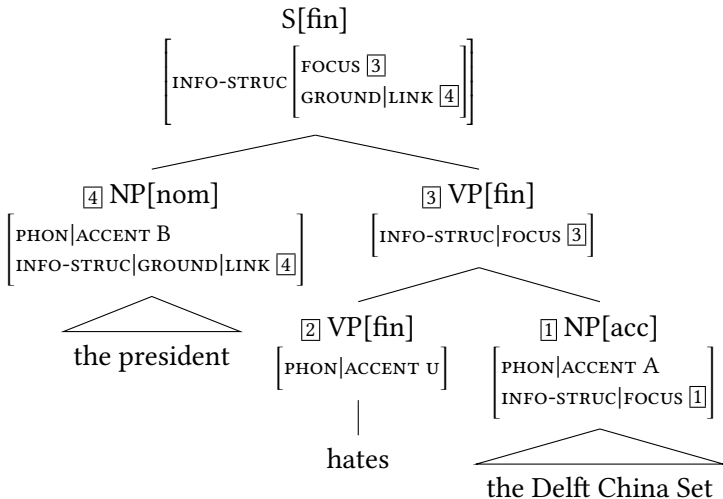 S[fin]
INFO-STRUC [FOCUS 3
GROUND|LINK 4]
4 NP[nom]
3 VP[fin]
PHON|ACCENT B
INFO-STRUC|GROUND|LINK 4
INFO-STRUC|FOCUS 3
the president
2 VP[fin]
1 NP[acc]
PHON|ACCENT U
PHON|ACCENT A
INFO-STRUC|FOCUS 1
hates
the Delft China Set